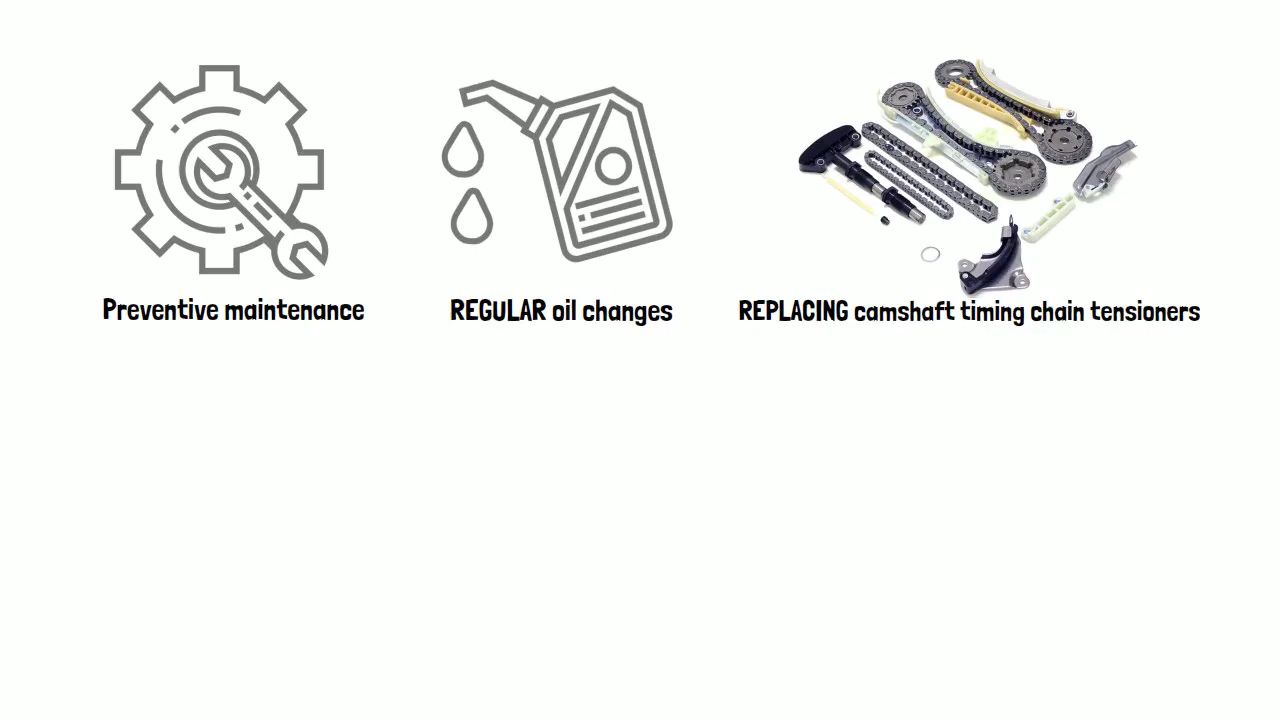 Preventive maintenance
REGULAR oil changes
REPLACING camshaft timing chain tensioners